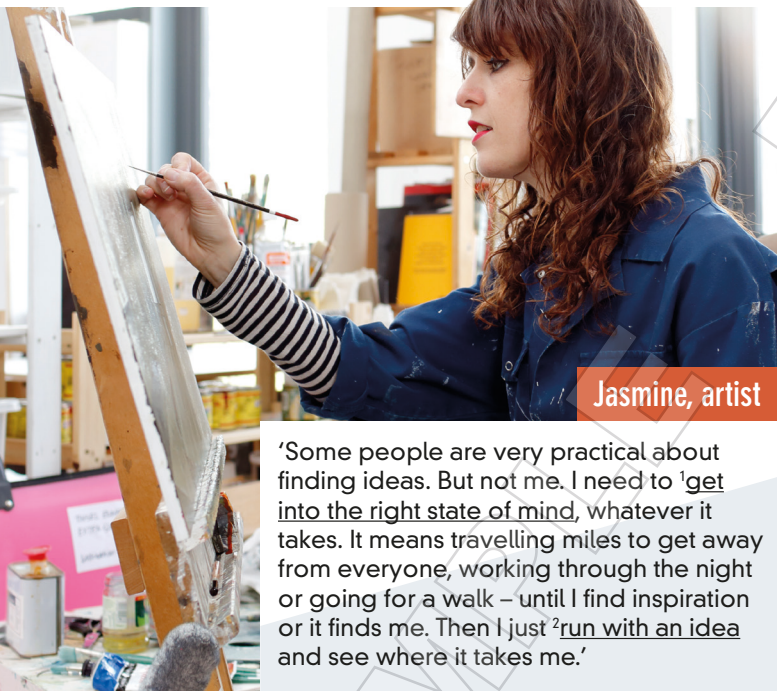 Jasmine, artist
‘Some people are very practical about
finding ideas. But not me. I need to ¹get
into the right state of mind, whatever it
takes. It means travelling miles to get away
from everyone, working through the night
or going for a walk – until I find inspiration
or it finds me. Then I just ²run with an idea
and see where it takes me.’